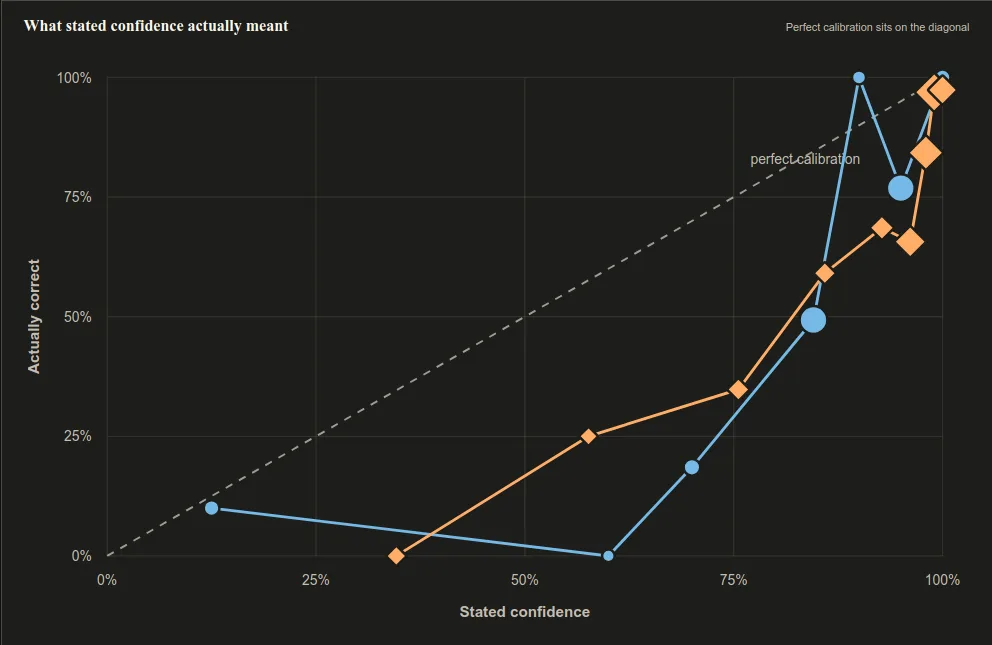 What stated confidence actually meant
Perfect calibration sits on the diagonal
100%
perfect calibration
75%
Actually correct
50%
25%
0%
0%
25%
50%
75%
100%
Stated confidence